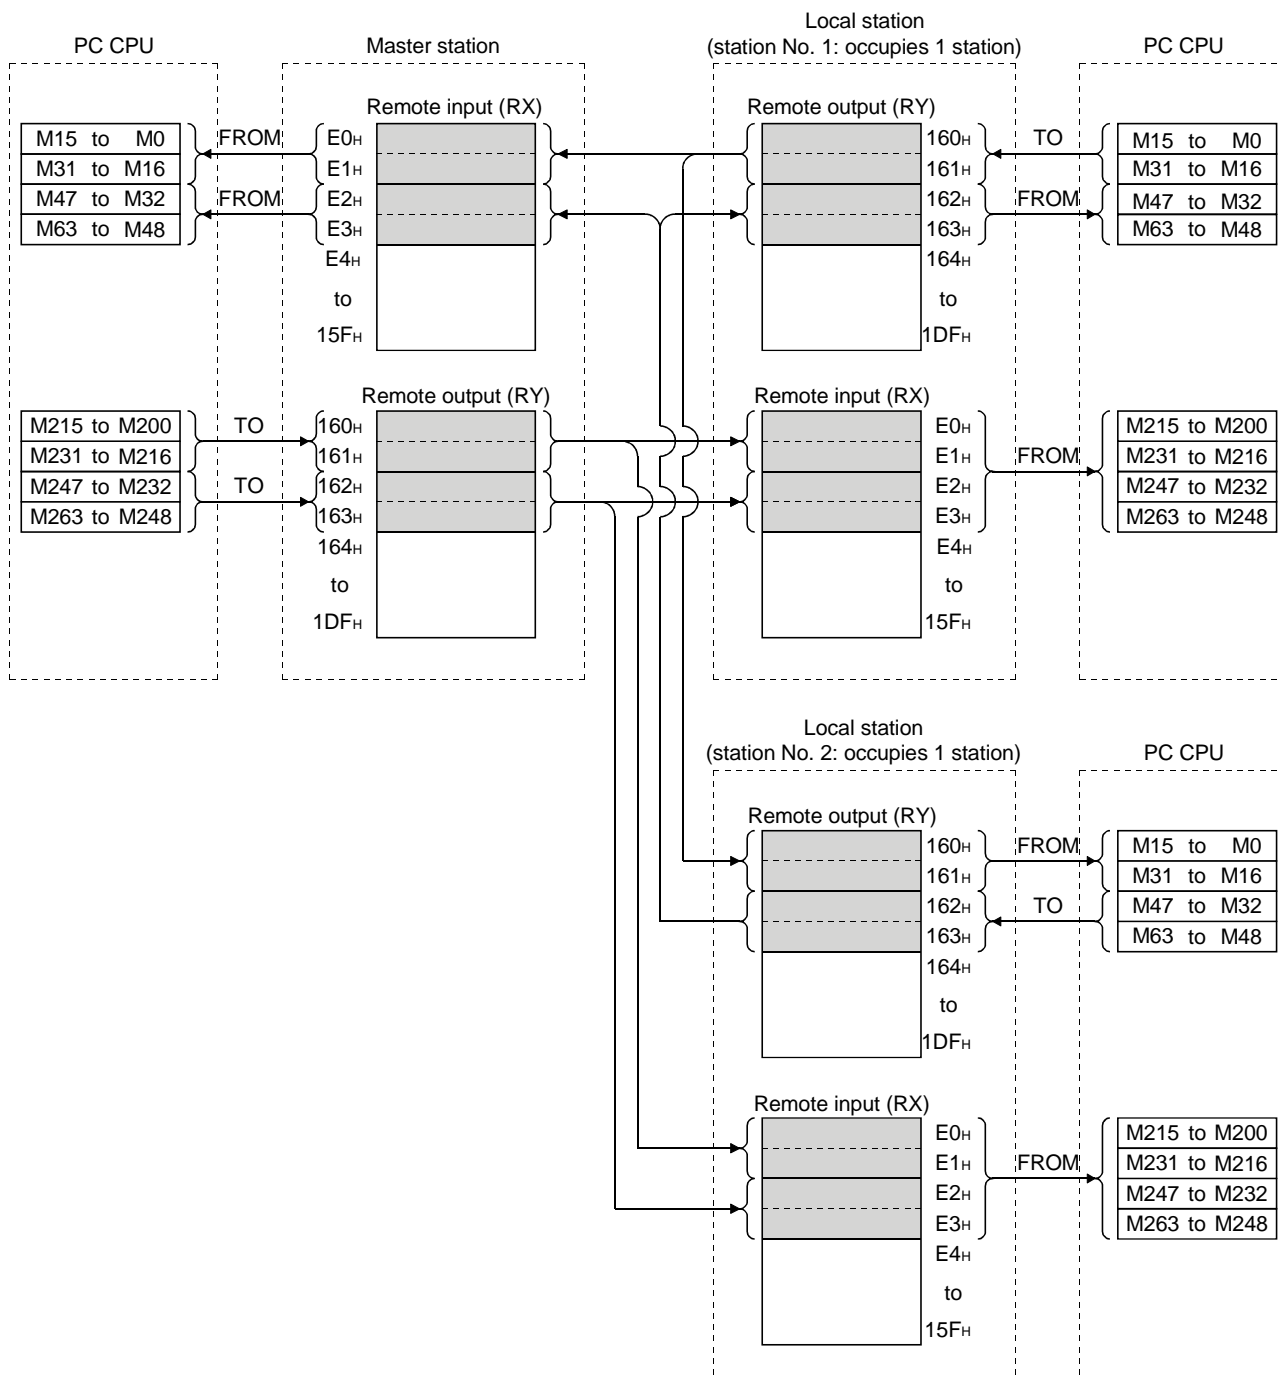 Local station
PC CPU Master station (station No. 1: occupies 1 station) PC CPU
Remote input (RX) Remote output (RY)
M15 to M0 FROM E0H 160H TO M15 to M0
M31 to M16 E1H 161H M31 to M16
M47 to M32 FROM E2H 162H FROM M47 to M32
M63 to M48 E3H 163H M63 to M48
E4H 164H
to to
15FH 1DFH
Remote output (RY) Remote input (RX)
M215 to M200 TO 160H E0H M215 to M200
M231 to M216 161H E1H FROM M231 to M216
M247 to M232 TO 162H E2H M247 to M232
M263 to M248 163H E3H M263 to M248
164H E4H
to to
1DFH 15FH
Local station
(station No. 2: occupies 1 station) PC CPU
Remote output (RY)
160H FROM M15 to M0
161H M31 to M16
162H TO M47 to M32
163H M63 to M48
164H
to
1DFH
Remote input (RX)
E0H M215 to M200
E1H FROM M231 to M216
E2H M247 to M232
E3H M263 to M248
E4H
to
15FH